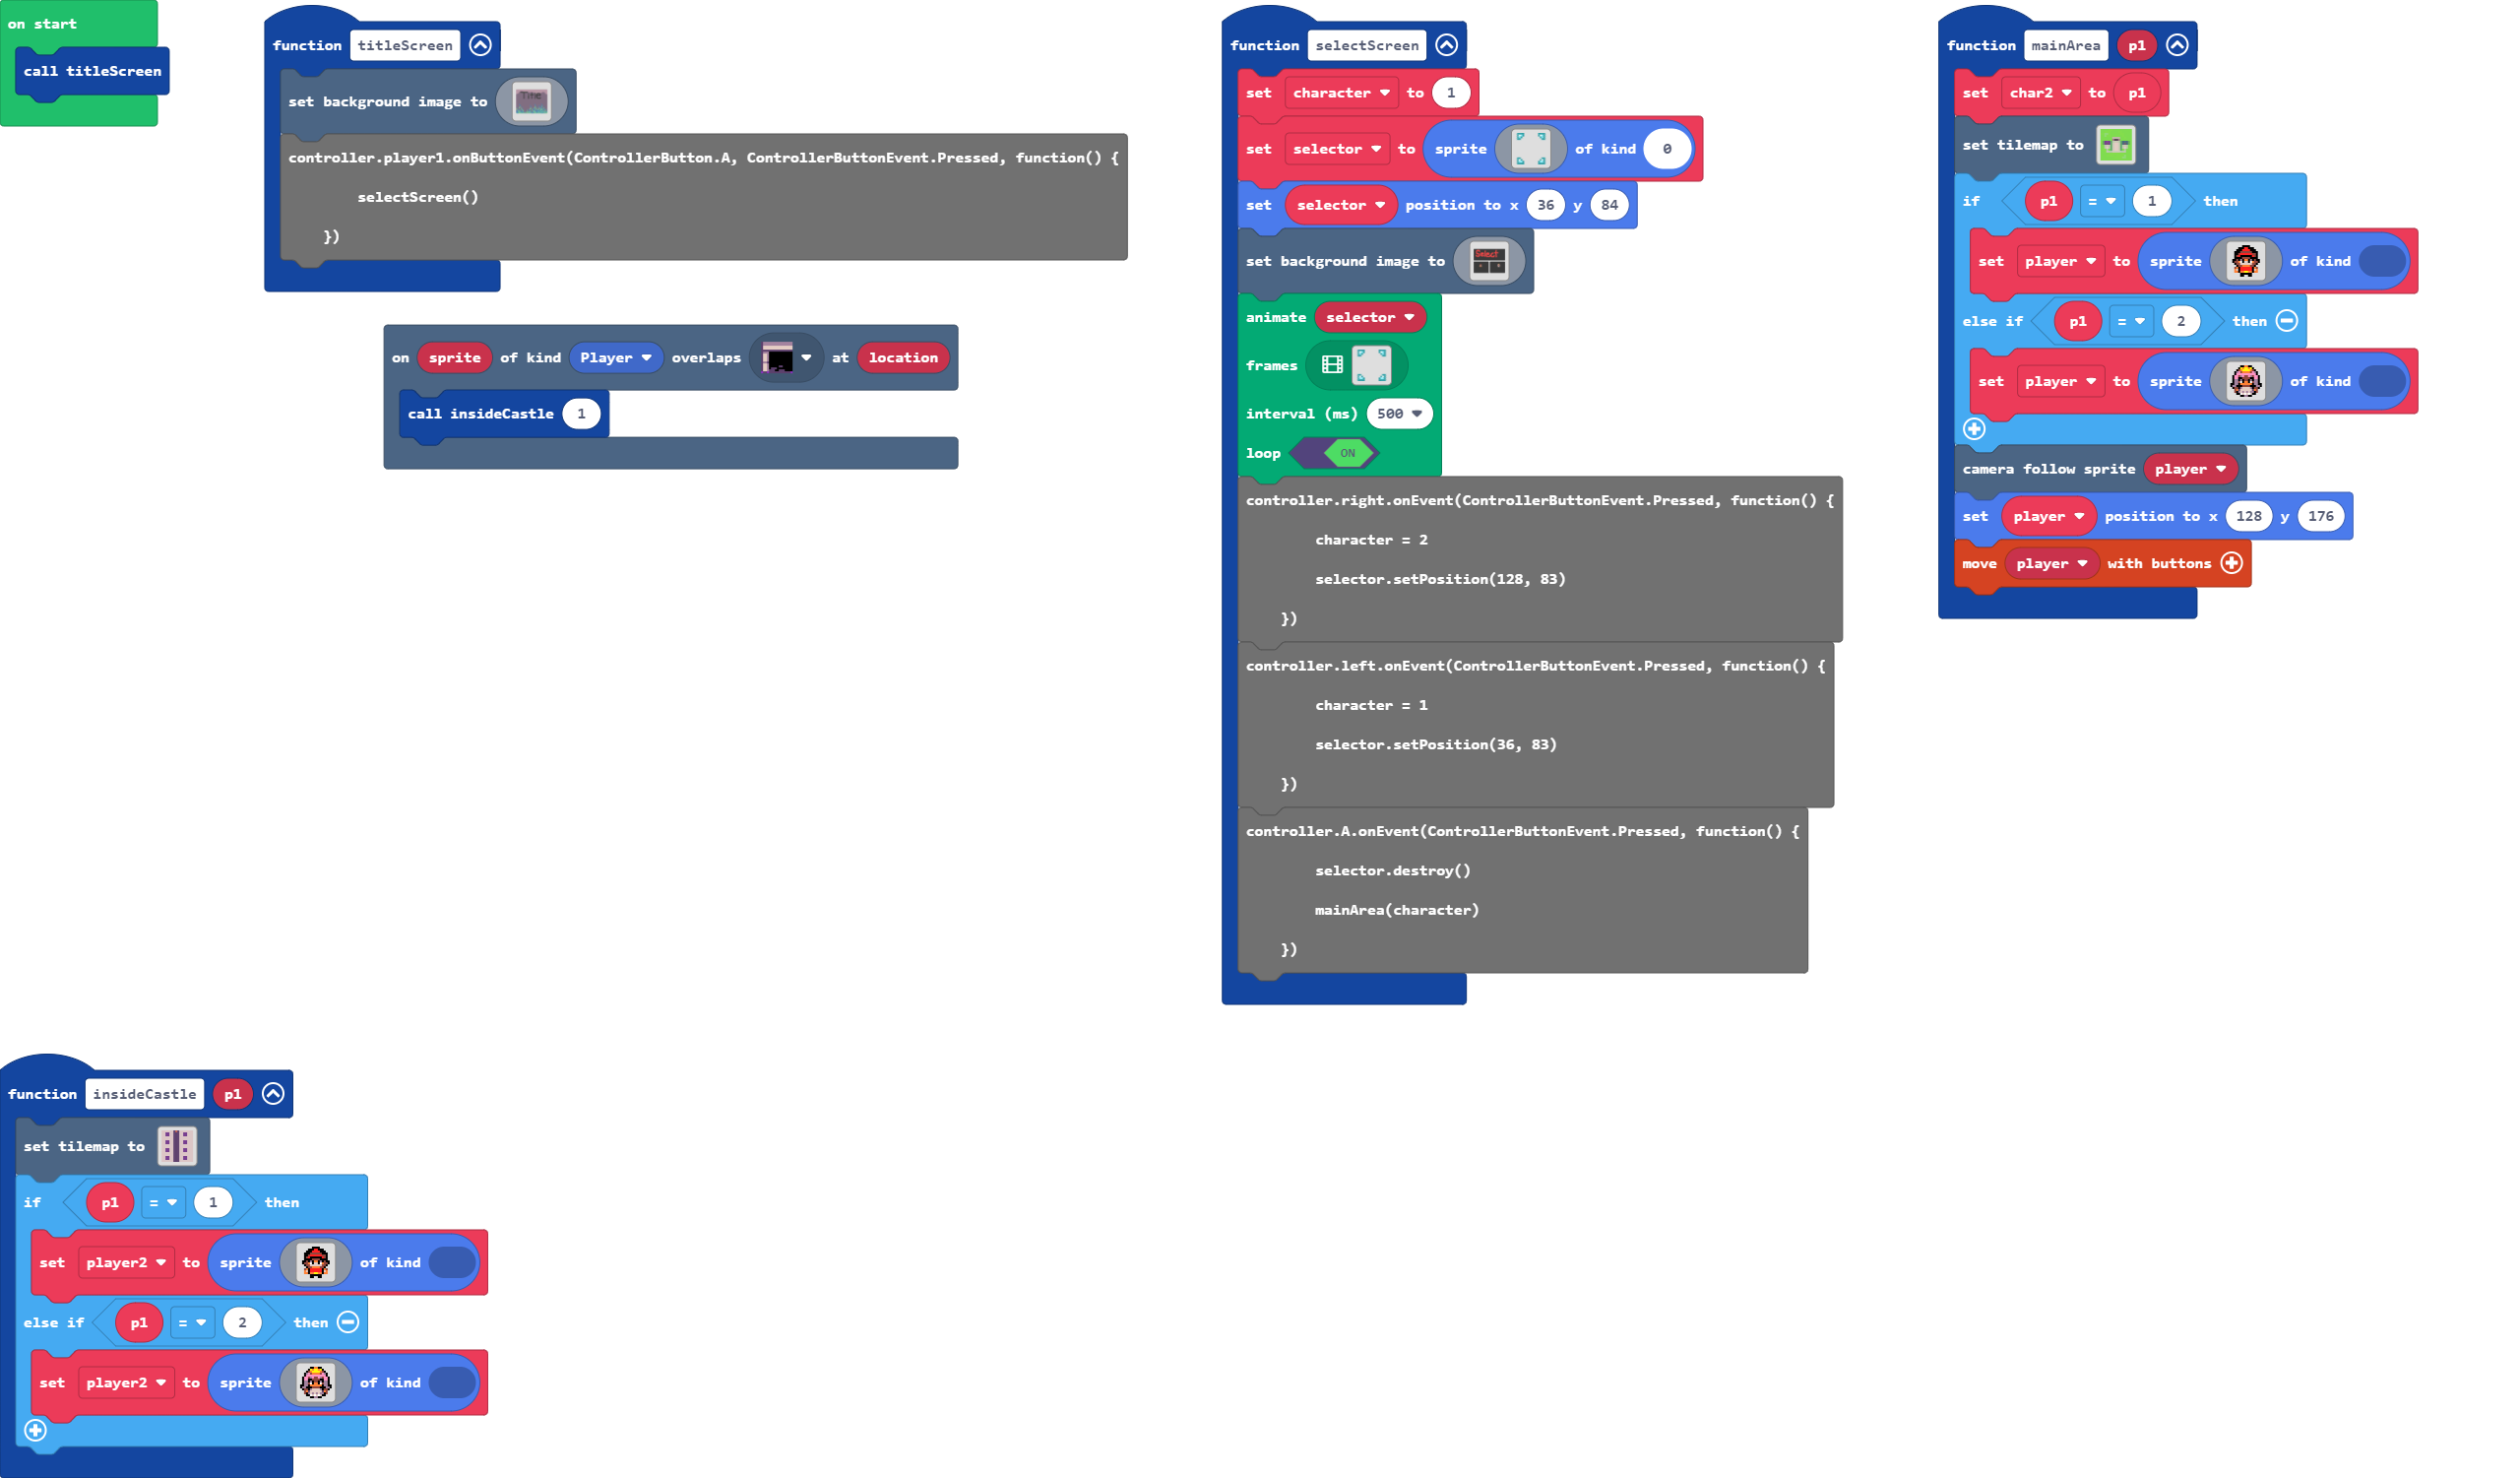 on start
call titleScreen
function titleScreen
set background image to
Title
controller.player1.onButtonEvent(ControllerButton.A, ControllerButtonEvent.Pressed, function() {
selectScreen()
})
on sprite of kind Player overlaps at location
call insideCastle 1
function selectScreen
set character to 1
set selector to sprite of kind 0
set selector position to x 36 y 84
set background image to
Select
animate selector
frames
interval (ms) 500
loop ON
controller.right.onEvent(ControllerButtonEvent.Pressed, function() {
character = 2
selector.setPosition(128, 83)
})
controller.left.onEvent(ControllerButtonEvent.Pressed, function() {
character = 1
selector.setPosition(36, 83)
})
controller.A.onEvent(ControllerButtonEvent.Pressed, function() {
selector.destroy()
mainArea(character)
})
function mainArea p1
set char2 to p1
set tilemap to
if p1 = 1 then
set player to sprite of kind
else if p1 = 2 then
set player to sprite of kind
camera follow sprite player
set player position to x 128 y 176
move player with buttons
function insideCastle p1
set tilemap to
if p1 = 1 then
set player2 to sprite of kind
else if p1 = 2 then
set player2 to sprite of kind